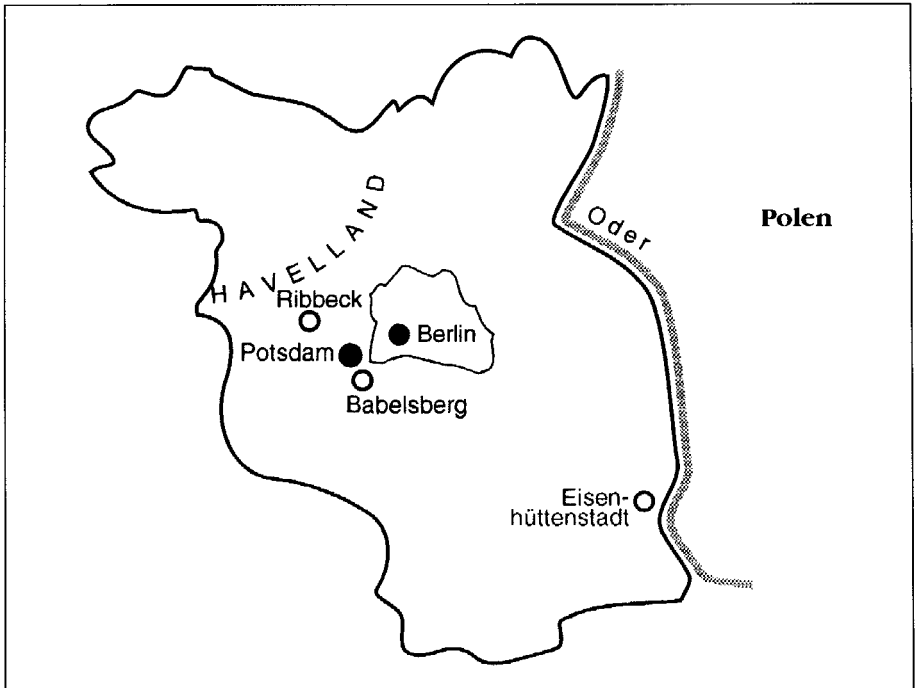 HAVELLAND
Oder
Polen
Ribbeck
Berlin
Potsdam
Babelsberg
Eisen-
hüttenstadt